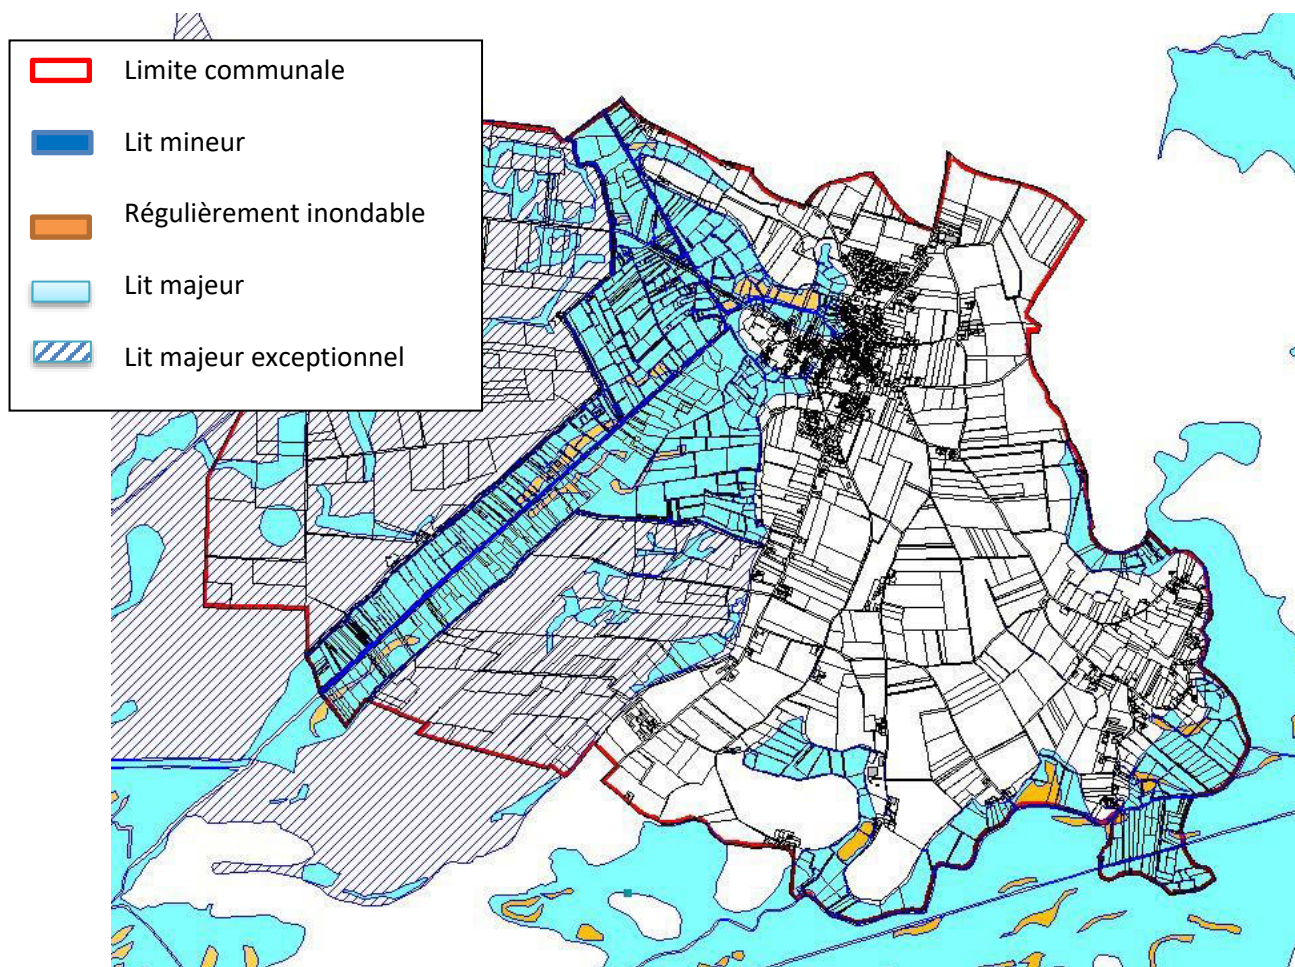 Limite communale
Lit mineur
Régulièrement inondable
Lit majeur
Lit majeur exceptionnel